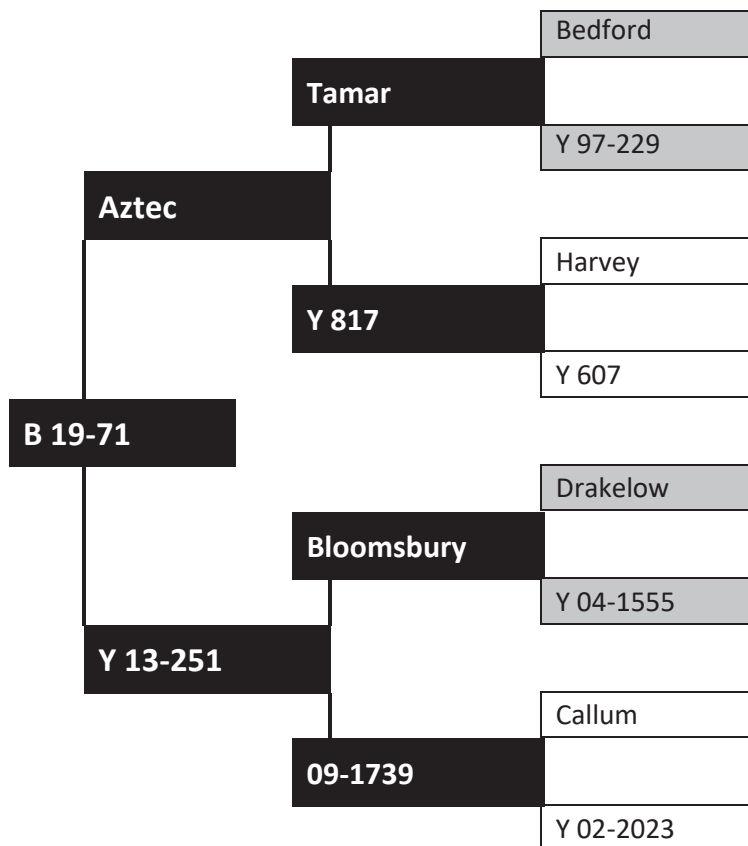 Bedford
Tamar
Y 97-229
Aztec
Harvey
Y 817
Y 607
B 19-71
Drakelow
Bloomsbury
Y 04-1555
Y 13-251
Callum
09-1739
Y 02-2023